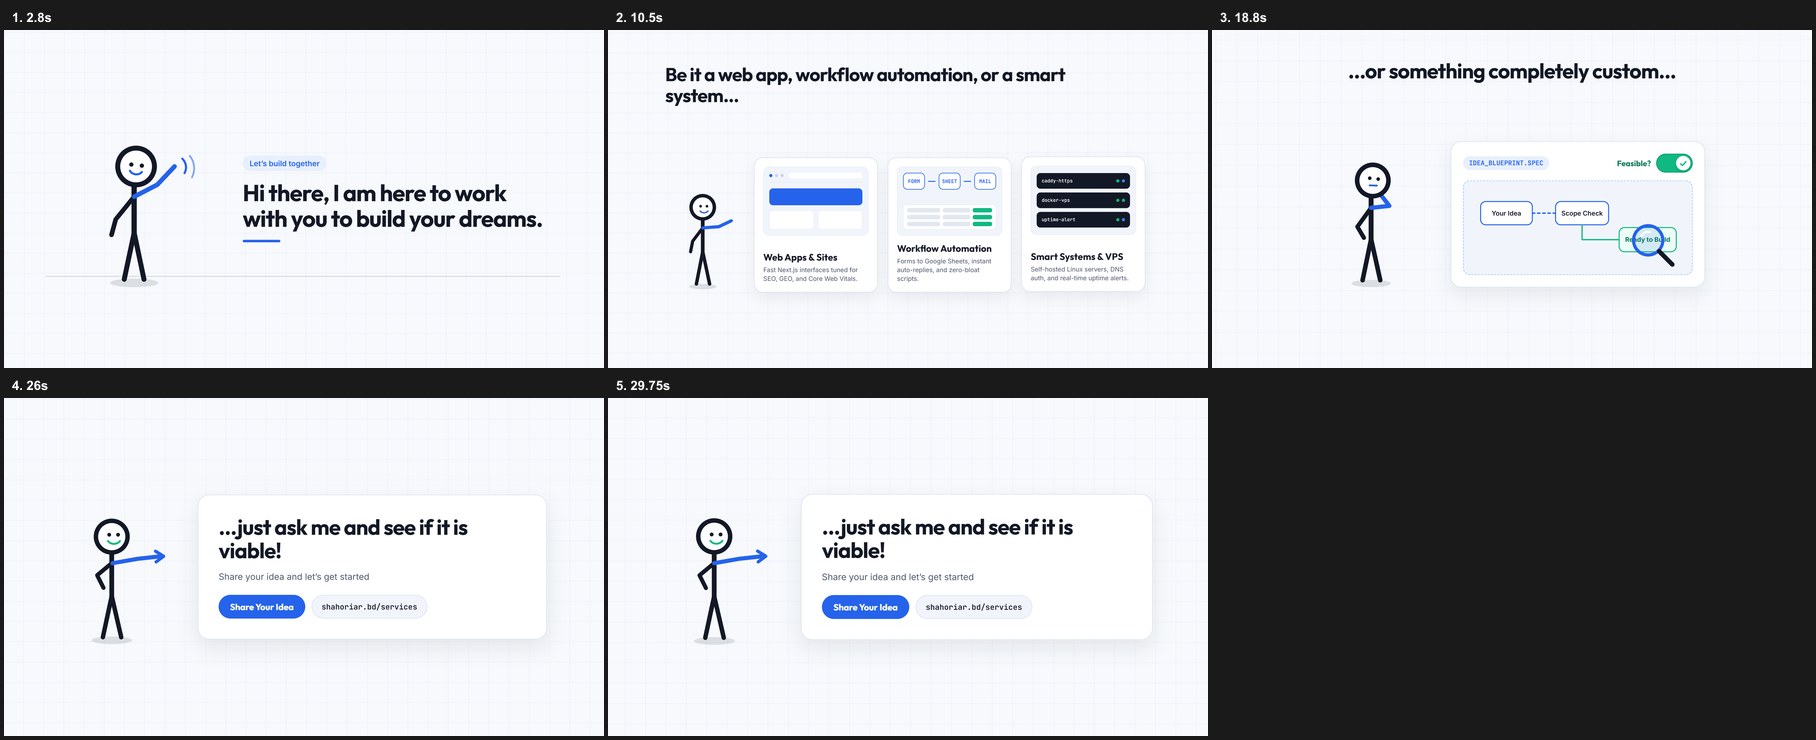 1. 2.8s
Let's build together
Hi there, I am here to work
with you to build your dreams.
2. 10.5s
Be it a web app, workflow automation, or a smart
system...
FORM
SHEET
MAIL
caddy-https
docker-vps
uptime-alert
Web Apps & Sites
Fast Next.js interfaces tuned for
SEO, GEO, and Core Web Vitals.
Workflow Automation
Forms to Google Sheets, instant
auto-replies, and zero-bloat
scripts.
Smart Systems & VPS
Self-hosted Linux servers, DNS
auth, and real-time uptime alerts.
3. 18.8s
...or something completely custom...
IDEA_BLUEPRINT.SPEC
Feasible?
Your Idea
Scope Check
Ready to Build
4. 26s
...just ask me and see if it is
viable!
Share your idea and let's get started
Share Your Idea
shahoriar.bd/services
5. 29.75s
...just ask me and see if it is
viable!
Share your idea and let's get started
Share Your Idea
shahoriar.bd/services